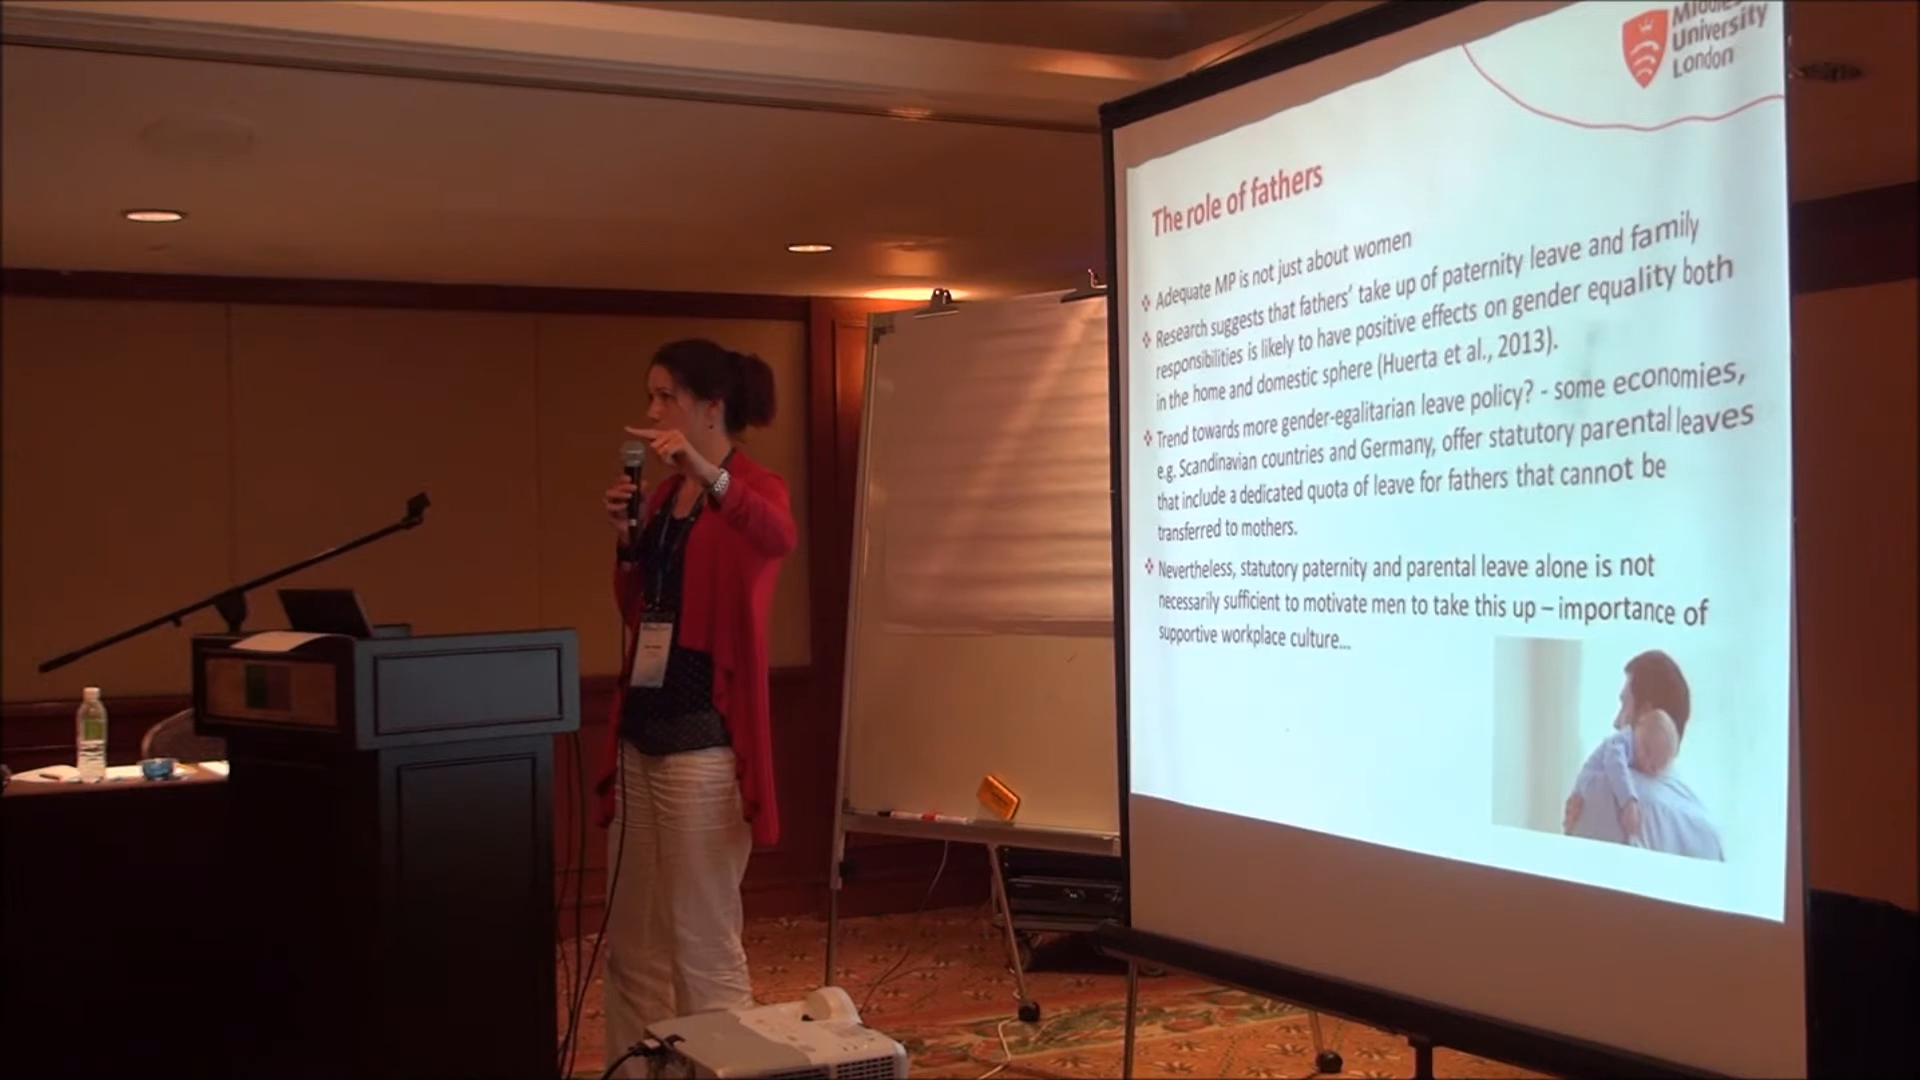 University
London
The role of fathers
❖ Adequate MP is not just about women
❖ Research suggests that fathers' take up of paternity leave and family
responsibilities is likely to have positive effects on gender equality both
in the home and domestic sphere (Huerta et al., 2013).
❖ Trend towards more gender-egalitarian leave policy? - some economies,
e.g. Scandinavian countries and Germany, offer statutory parental leaves
that include a dedicated quota of leave for fathers that cannot be
transferred to mothers.
❖ Nevertheless, statutory paternity and parental leave alone is not
necessarily sufficient to motivate men to take this up – importance of
supportive workplace culture...